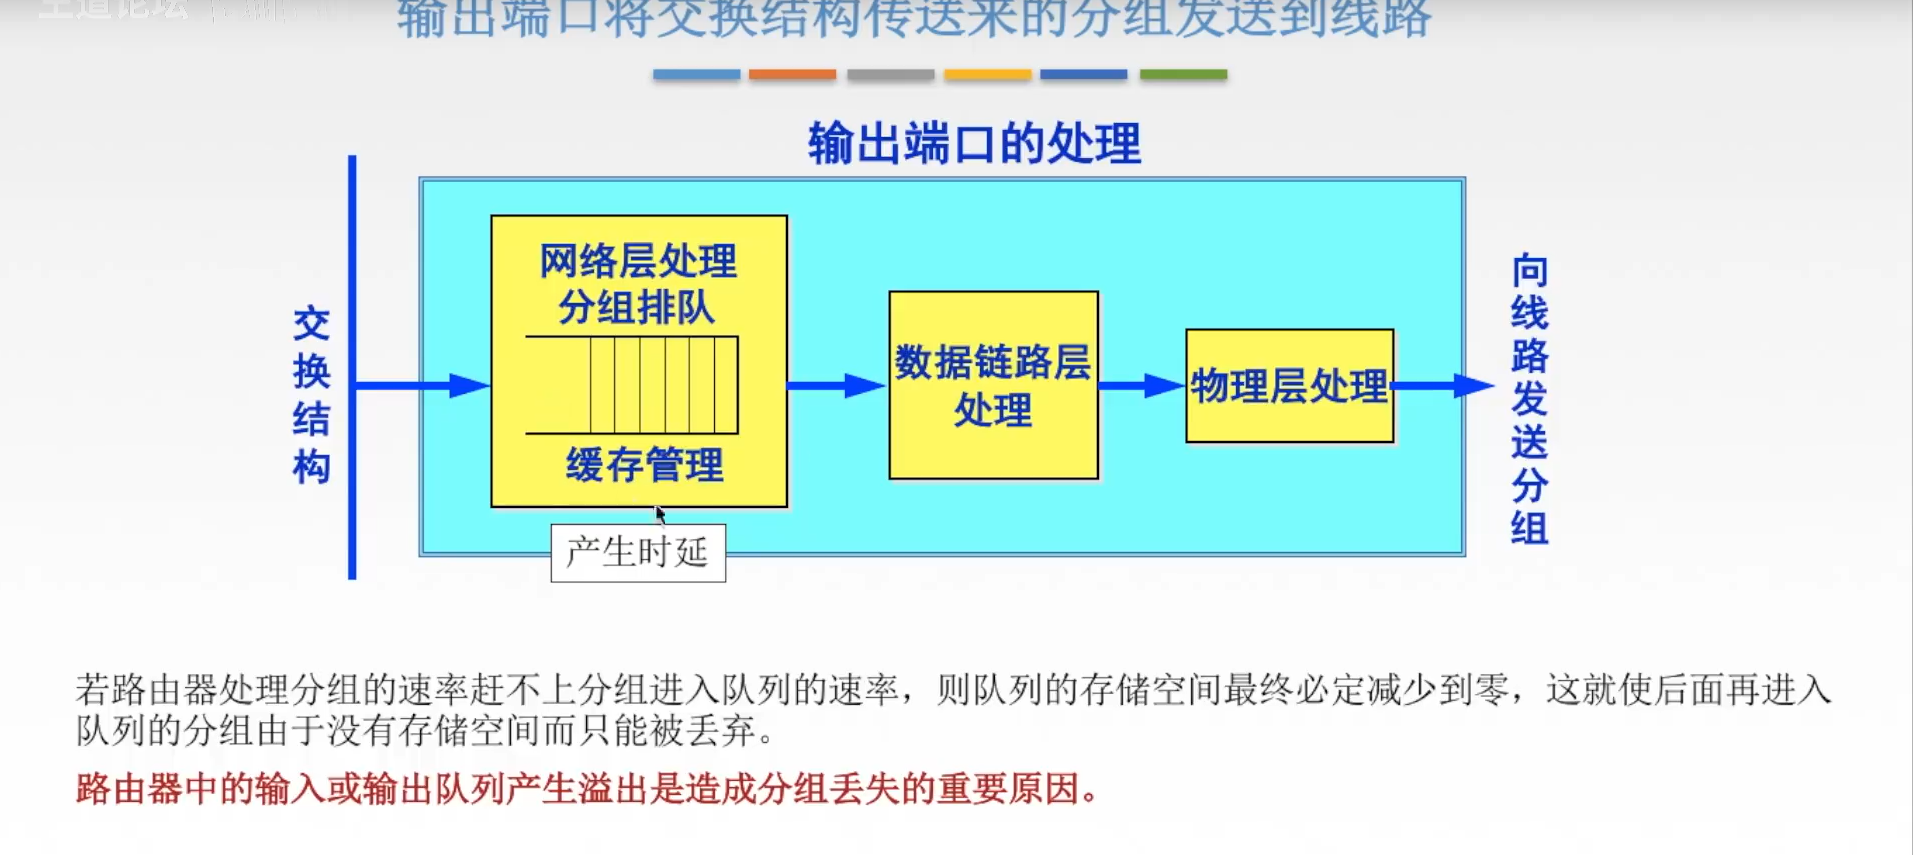 王道论坛
输出端口将交换结构传送来的分组发送到线路
输出端口的处理
交换结构
网络层处理
分组排队
缓存管理
产生时延
数据链路层
处理
物理层处理
向线路发送分组
若路由器处理分组的速率赶不上分组进入队列的速率，则队列的存储空间最终必定减少到零，这就使后面再进入
队列的分组由于没有存储空间而只能被丢弃。
路由器中的输入或输出队列产生溢出是造成分组丢失的重要原因。